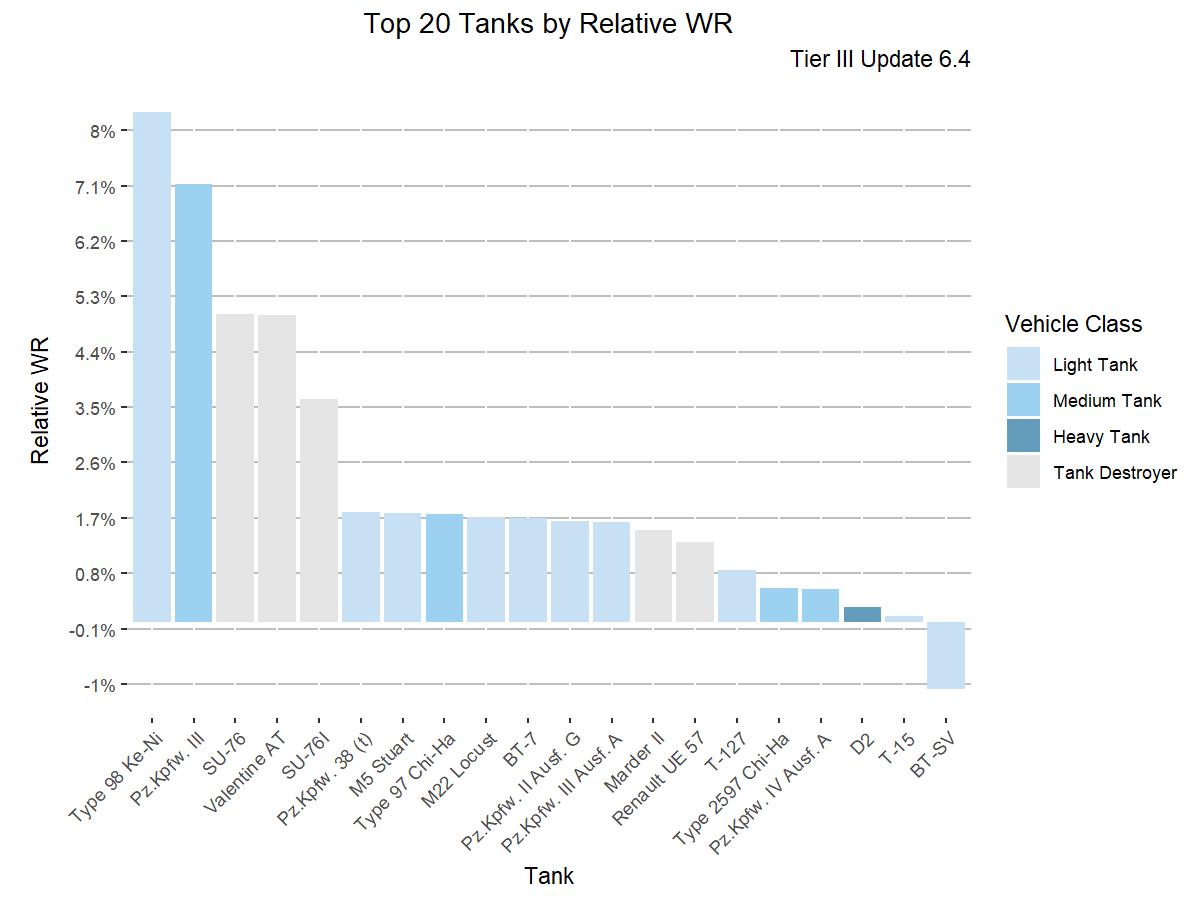 Top 20 Tanks by Relative WR
Tier III Update 6.4
Relative WR
8%
7.1%
6.2%
5.3%
4.4%
3.5%
2.6%
1.7%
0.8%
-0.1%
-1%
Type 98 Ke-Ni
Pz.Kpfw. III
SU-76
Valentine AT
SU-76I
Pz.Kpfw. 38 (t)
M5 Stuart
Type 97 Chi-Ha
M22 Locust
BT-7
Pz.Kpfw. II Ausf. G
Pz.Kpfw. III Ausf. A
Marder II
Renault UE 57
T-127
Type 2597 Chi-Ha
Pz.Kpfw. IV Ausf. A
D2
T-15
BT-SV
Tank
Vehicle Class
Light Tank
Medium Tank
Heavy Tank
Tank Destroyer